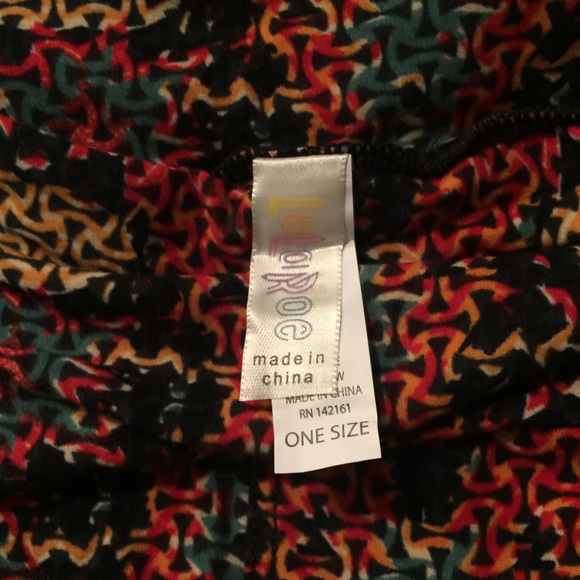 LuLaRoe
made in
china
W
MADE IN CHINA
RN 142161
ONE SIZE